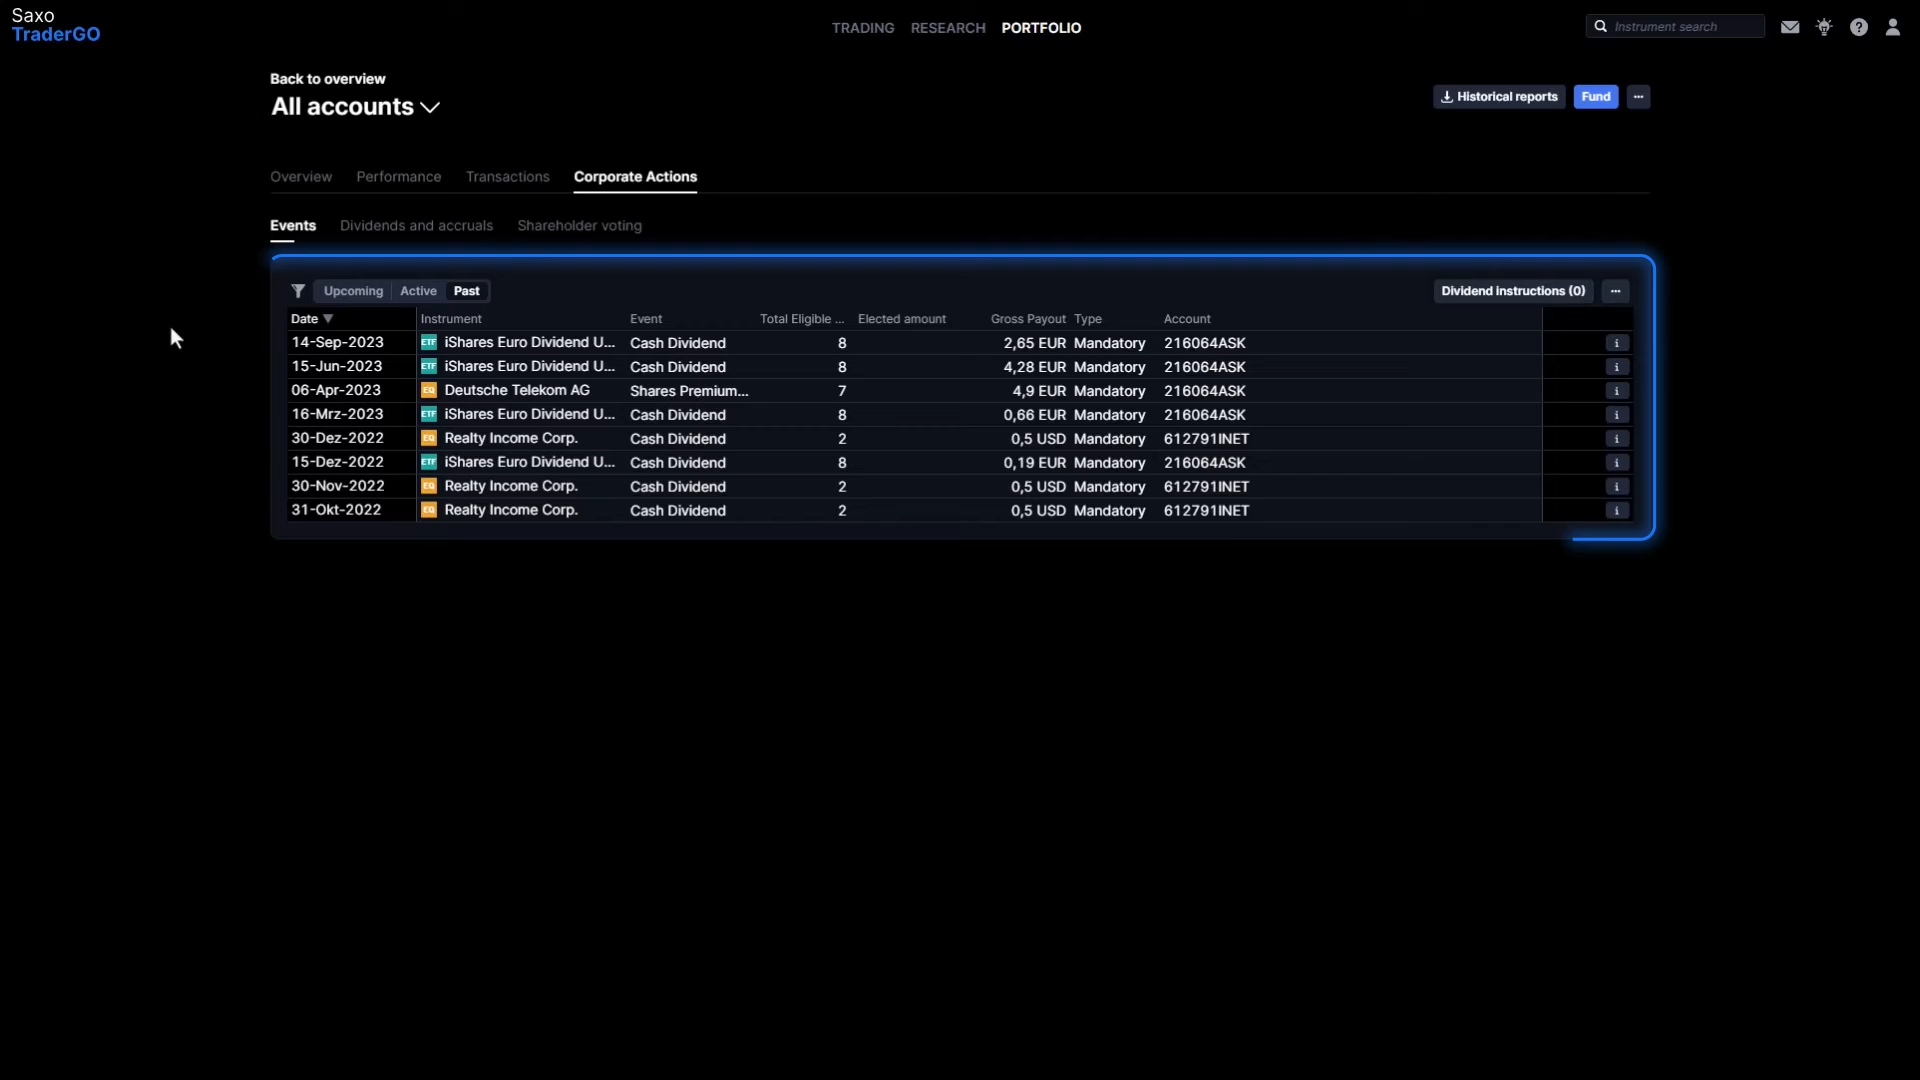 Saxo
TraderGO
TRADING RESEARCH PORTFOLIO
Instrument search
Back to overview
All accounts
Historical reports Fund ...
Overview Performance Transactions Corporate Actions
Events Dividends and accruals Shareholder voting
Upcoming Active Past Dividend instructions (0) ...
Date Instrument Event Total Eligible ... Elected amount Gross Payout Type Account
14-Sep-2023 ETF iShares Euro Dividend U... Cash Dividend 8 2,65 EUR Mandatory 216064ASK i
15-Jun-2023 ETF iShares Euro Dividend U... Cash Dividend 8 4,28 EUR Mandatory 216064ASK i
06-Apr-2023 EQ Deutsche Telekom AG Shares Premium... 7 4,9 EUR Mandatory 216064ASK i
16-Mrz-2023 ETF iShares Euro Dividend U... Cash Dividend 8 0,66 EUR Mandatory 216064ASK i
30-Dez-2022 EQ Realty Income Corp. Cash Dividend 2 0,5 USD Mandatory 612791INET i
15-Dez-2022 ETF iShares Euro Dividend U... Cash Dividend 8 0,19 EUR Mandatory 216064ASK i
30-Nov-2022 EQ Realty Income Corp. Cash Dividend 2 0,5 USD Mandatory 612791INET i
31-Okt-2022 EQ Realty Income Corp. Cash Dividend 2 0,5 USD Mandatory 612791INET i